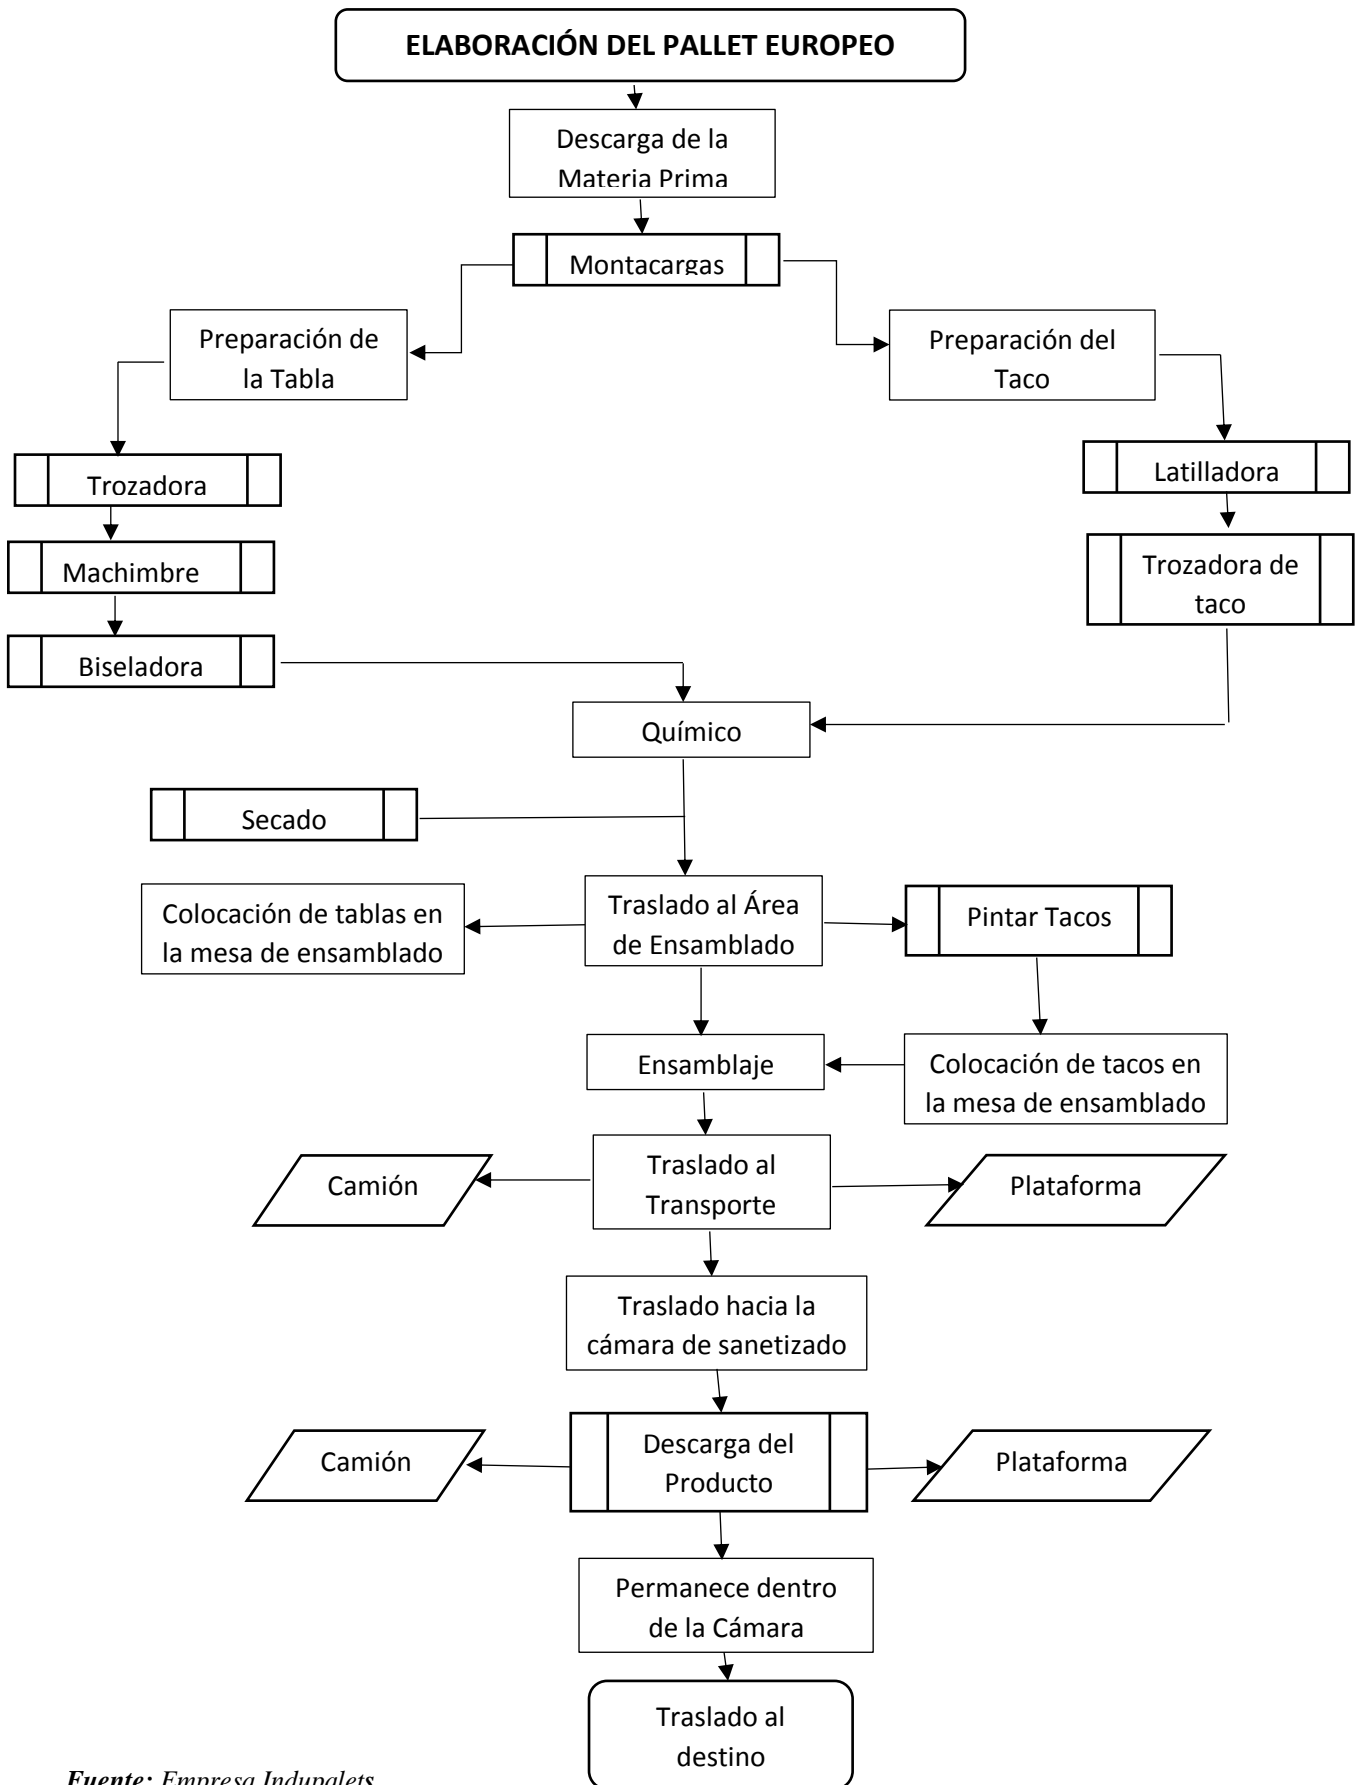 ELABORACIÓN DEL PALLET EUROPEO
Descarga de la
Materia Prima
Montacargas
Preparación de
la Tabla
Preparación del
Taco
Trozadora
Latilladora
Machimbre
Trozadora de
taco
Biseladora
Químico
Secado
Colocación de tablas en
la mesa de ensamblado
Traslado al Área
de Ensamblado
Pintar Tacos
Ensamblaje
Colocación de tacos en
la mesa de ensamblado
Camión
Traslado al
Transporte
Plataforma
Traslado hacia la
cámara de sanetizado
Camión
Descarga del
Producto
Plataforma
Permanece dentro
de la Cámara
Traslado al
destino
Fuente: Empresa Indupalets